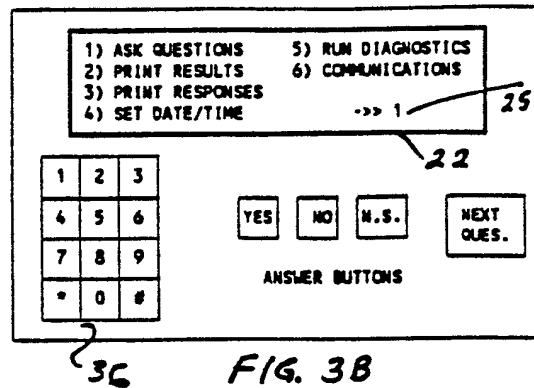 1) ASK QUESTIONS 5) RUN DIAGNOSTICS
2) PRINT RESULTS 6) COMMUNICATIONS
3) PRINT RESPONSES
4) SET DATE/TIME ->> 1
25
22
1 2 3
4 5 6
7 8 9
* 0 #
YES NO N.S. NEXT QUES.
ANSWER BUTTONS
36
FIG. 3B